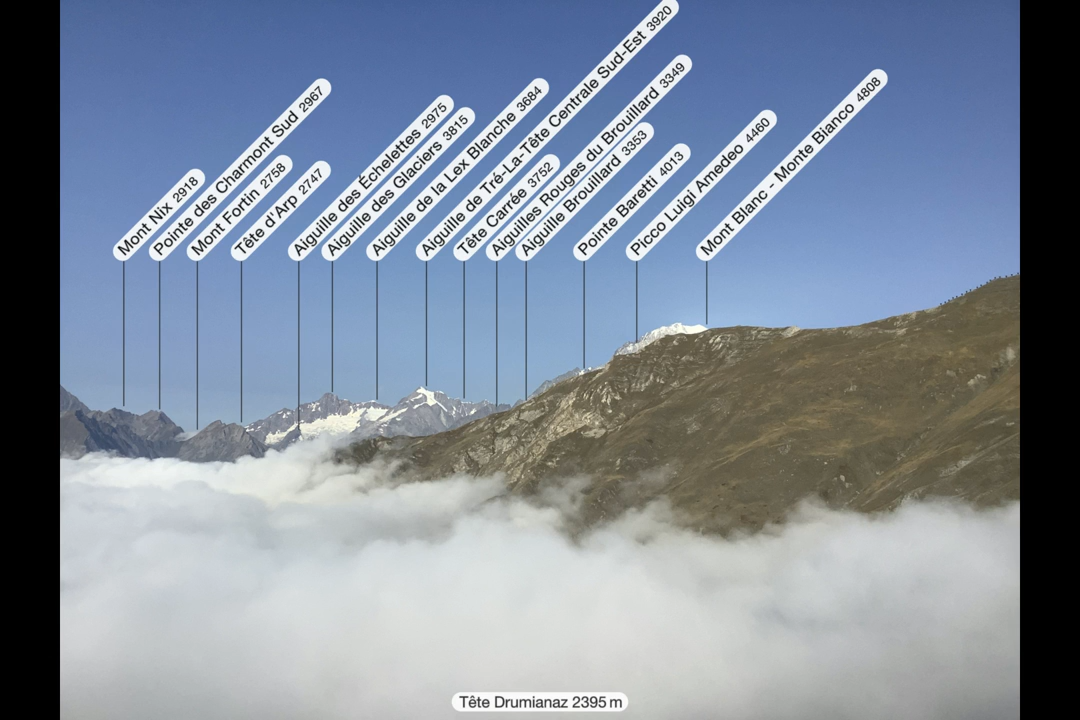 Mont Nix 2918
Pointe des Charmont Sud 2967
Mont Fortin 2758
Tête d'Arp 2747
Aiguille des Échelettes 2975
Aiguille des Glaciers 3815
Aiguille de la Lex Blanche 3684
Aiguille de Tré-La-Tête Centrale Sud-Est 3920
Tête Carrée 3752
Aiguilles Rouges du Brouillard 3349
Aiguille Brouillard 3353
Pointe Baretti 4013
Picco Luigi Amedeo 4460
Mont Blanc - Monte Bianco 4808
Tête Drumianaz 2395 m